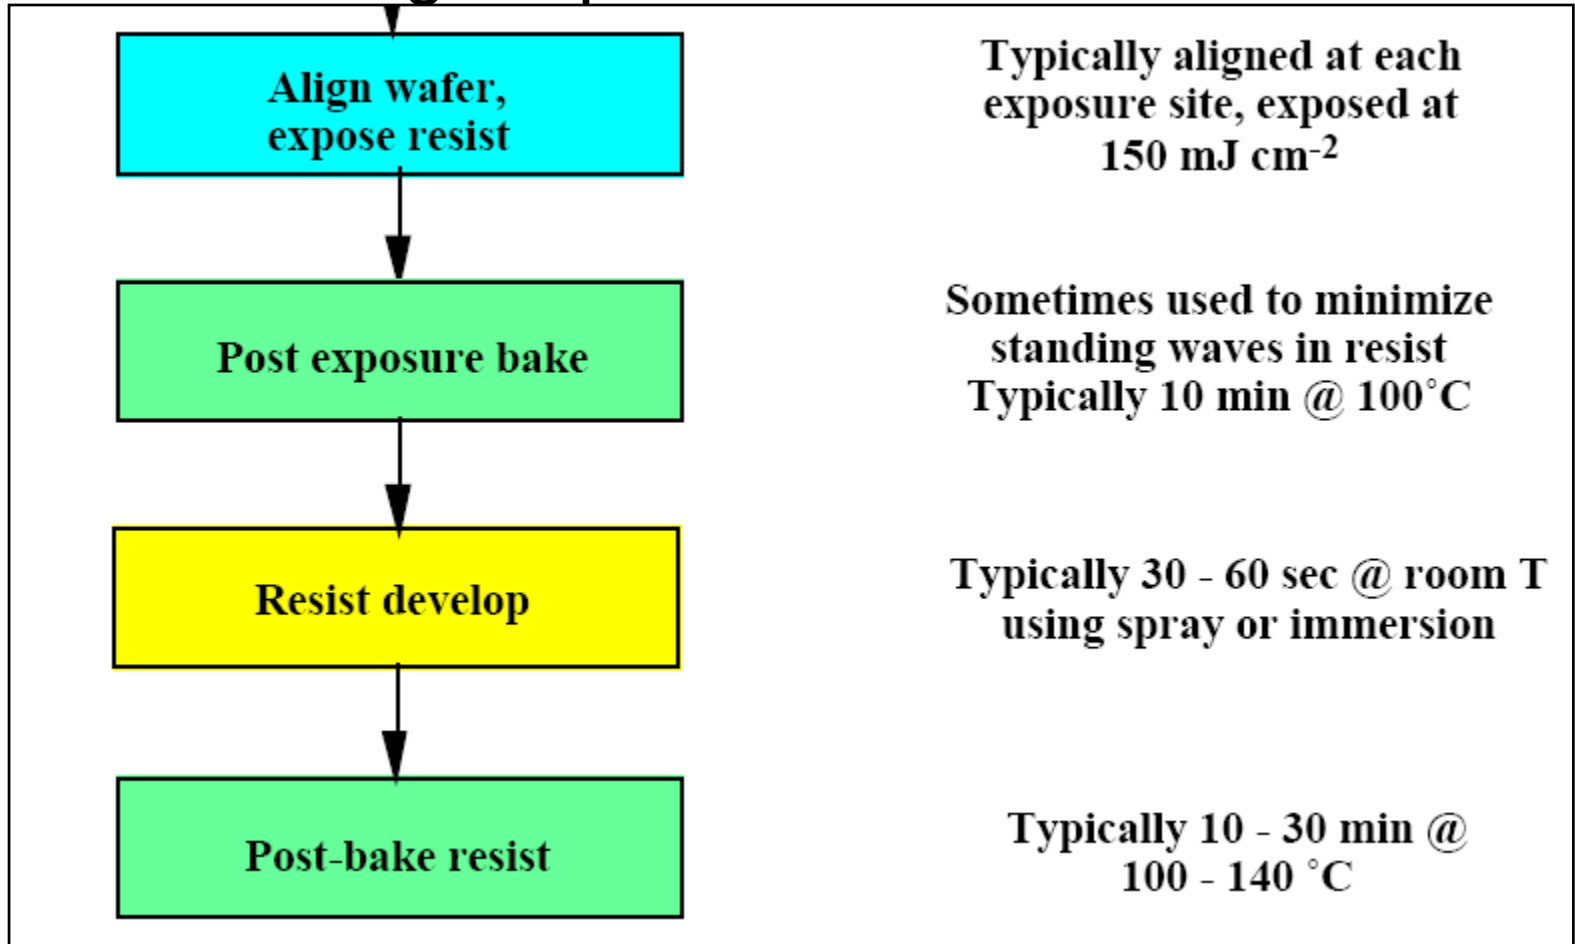 Align wafer,
expose resist
Typically aligned at each
exposure site, exposed at
150 mJ cm-2
Post exposure bake
Sometimes used to minimize
standing waves in resist
Typically 10 min @ 100˚C
Resist develop
Typically 30 - 60 sec @ room T
using spray or immersion
Post-bake resist
Typically 10 - 30 min @
100 - 140 ˚C